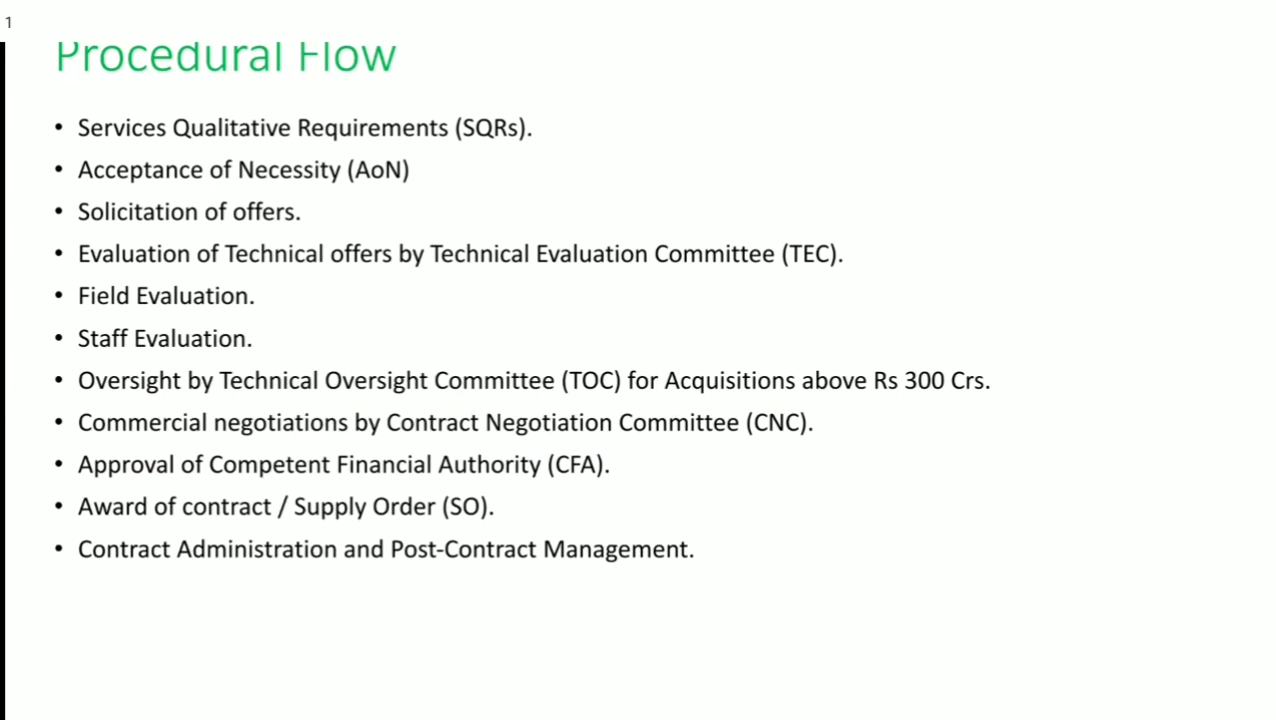 1
Procedural Flow
• Services Qualitative Requirements (SQRs).
• Acceptance of Necessity (AoN)
• Solicitation of offers.
• Evaluation of Technical offers by Technical Evaluation Committee (TEC).
• Field Evaluation.
• Staff Evaluation.
• Oversight by Technical Oversight Committee (TOC) for Acquisitions above Rs 300 Crs.
• Commercial negotiations by Contract Negotiation Committee (CNC).
• Approval of Competent Financial Authority (CFA).
• Award of contract / Supply Order (SO).
• Contract Administration and Post-Contract Management.